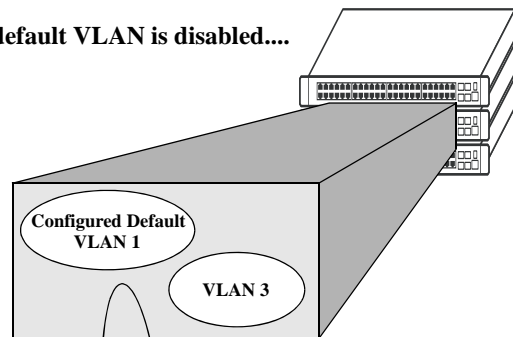 default VLAN is disabled....
Configured Default
VLAN 1
VLAN 3